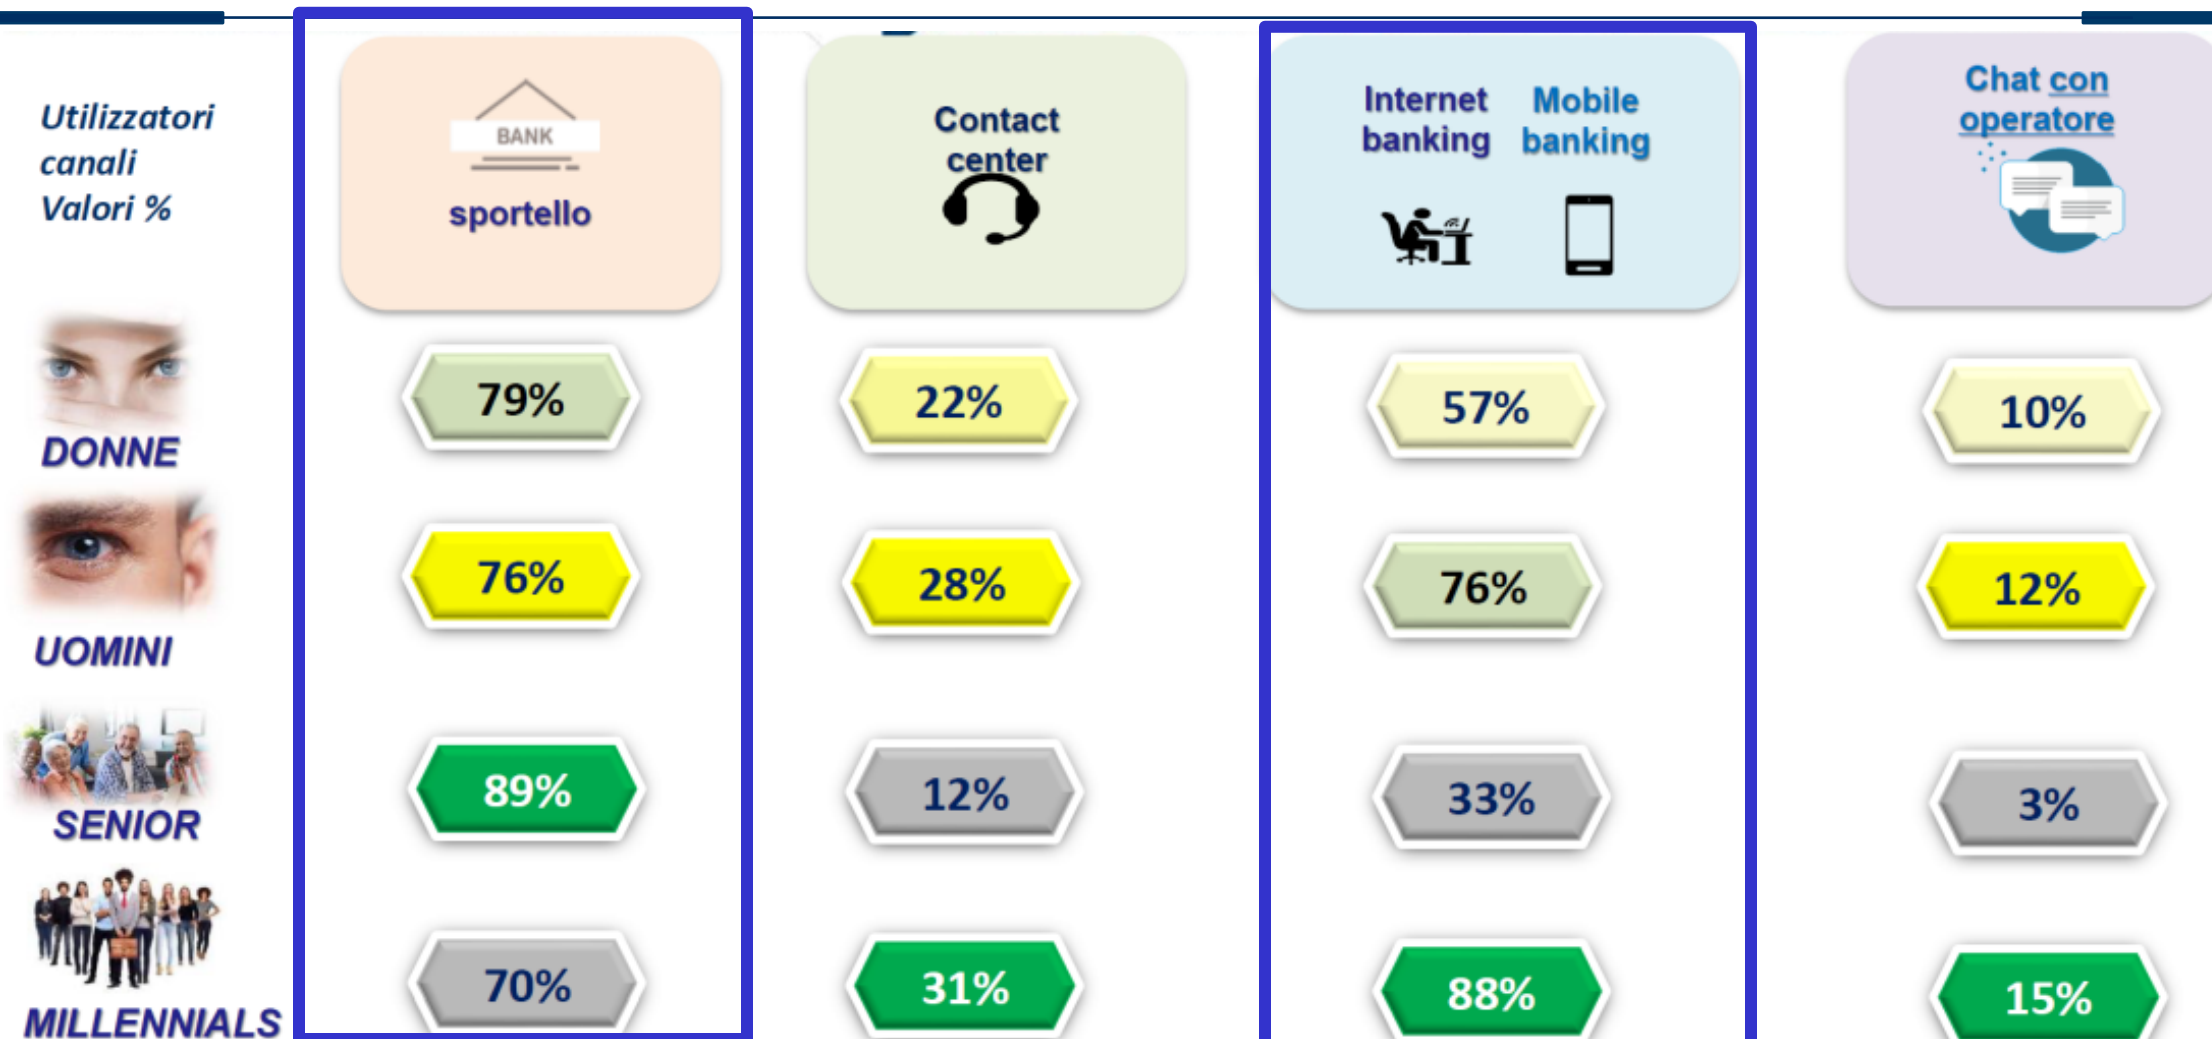 Utilizzatori
canali
Valori %
BANK
sportello
Contact
center
Internet
banking
Mobile
banking
Chat con
operatore
DONNE
79%
22%
57%
10%
UOMINI
76%
28%
76%
12%
SENIOR
89%
12%
33%
3%
MILLENNIALS
70%
31%
88%
15%